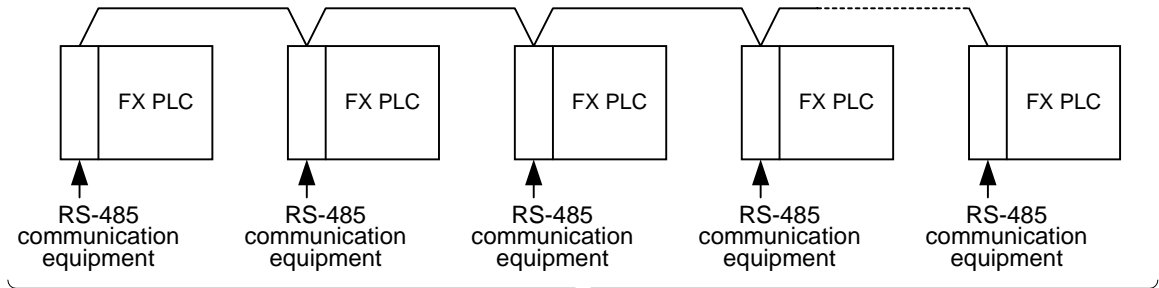 FX PLC
FX PLC
FX PLC
FX PLC
FX PLC
RS-485
communication
equipment
RS-485
communication
equipment
RS-485
communication
equipment
RS-485
communication
equipment
RS-485
communication
equipment